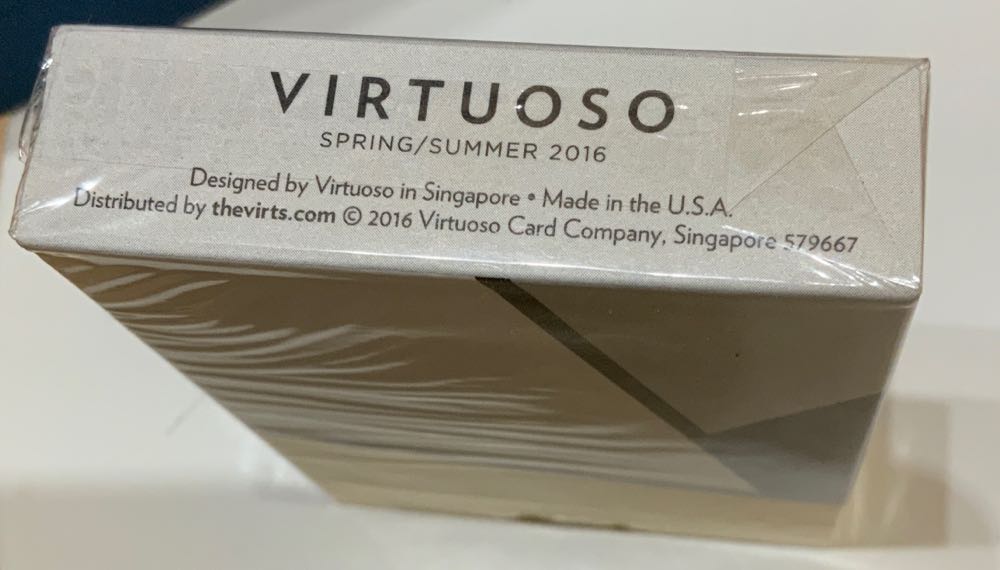 VIRTUOSO
SPRING/SUMMER 2016
Designed by Virtuoso in Singapore • Made in the U.S.A.
Distributed by thevirts.com © 2016 Virtuoso Card Company, Singapore 579667